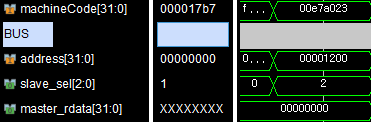 machineCode[31:0] 000017b7 f... 00e7a023
BUS
address[31:0] 00000000 0... 00001200
slave_sel[2:0] 1 0 2
master_rdata[31:0] XXXXXXXX 00000000